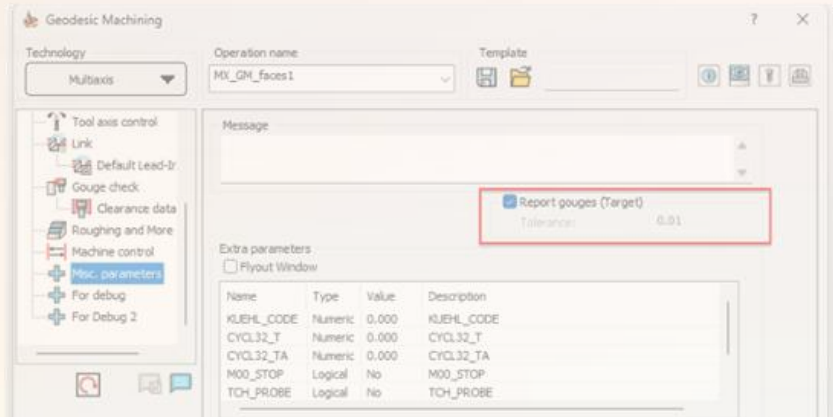 Geodesic Machining
Technology
Multiaxis
Operation name
MX_GM_faces1
Template
Tool axis control
Link
Default Lead-Ir
Gouge check
Clearance data
Roughing and More
Machine control
Misc. parameters
For debug
For Debug 2
Message
Report gouges (Target)
Tolerance: 0.01
Extra parameters
Flyout Window
Name Type Value Description
KUEHL_CODE Numeric 0.000 KUEHL_CODE
CYCL32_T Numeric 0.000 CYCL32_T
CYCL32_TA Numeric 0.000 CYCL32_TA
M00_STOP Logical No M00_STOP
TCH_PROBE Logical No TCH_PROBE